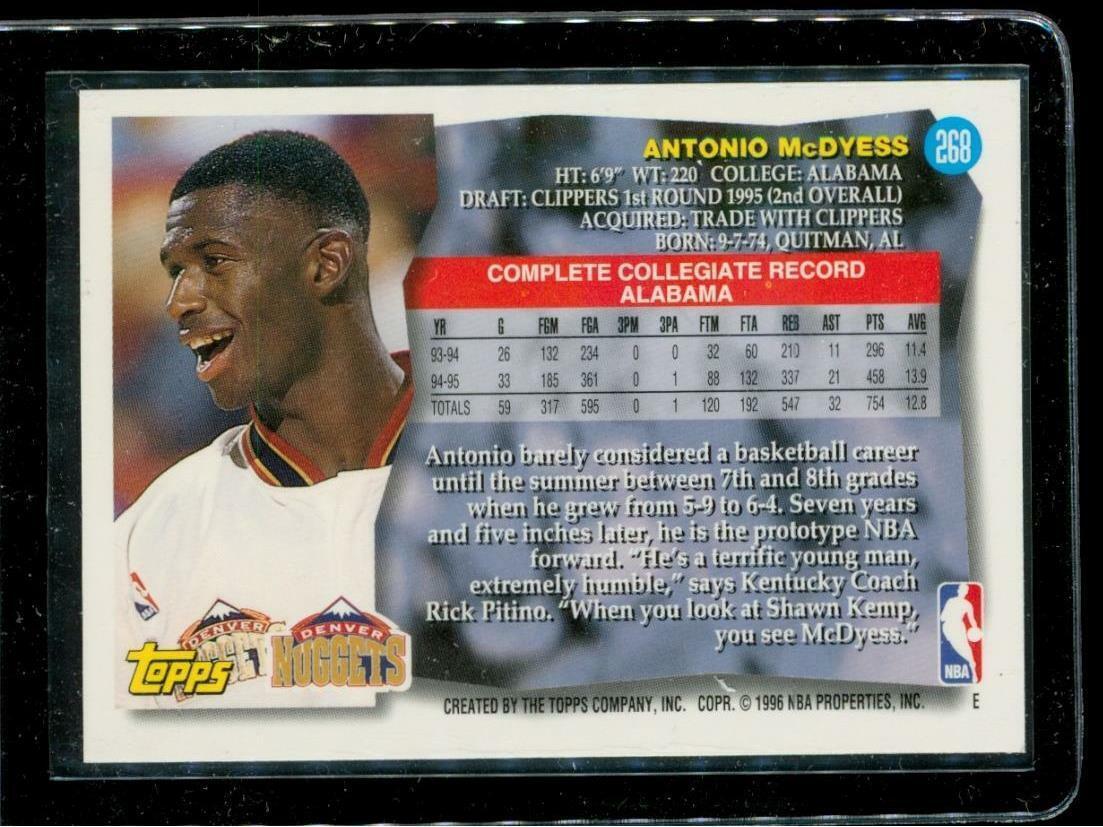 268
ANTONIO McDYESS
HT: 6'9" WT: 220 COLLEGE: ALABAMA
DRAFT: CLIPPERS 1st ROUND 1995 (2nd OVERALL)
ACQUIRED: TRADE WITH CLIPPERS
BORN: 9-7-74, QUITMAN, AL
COMPLETE COLLEGIATE RECORD
ALABAMA
YR G FGM FGA 3PM 3PA FTM FTA REB AST PTS AVG
93-94 26 132 234 0 0 32 60 210 11 296 11.4
94-95 33 185 361 0 1 88 132 337 21 458 13.9
TOTALS 59 317 595 0 1 120 192 547 32 754 12.8
Antonio barely considered a basketball career
until the summer between 7th and 8th grades
when he grew from 5-9 to 6-4. Seven years
and five inches later, he is the prototype NBA
forward. "He's a terrific young man,
extremely humble," says Kentucky Coach
Rick Pitino. "When you look at Shawn Kemp,
you see McDyess."
DENVER
DENVER
NUGGETS
TOPPS
NBA
CREATED BY THE TOPPS COMPANY, INC. COPR. © 1996 NBA PROPERTIES, INC. E